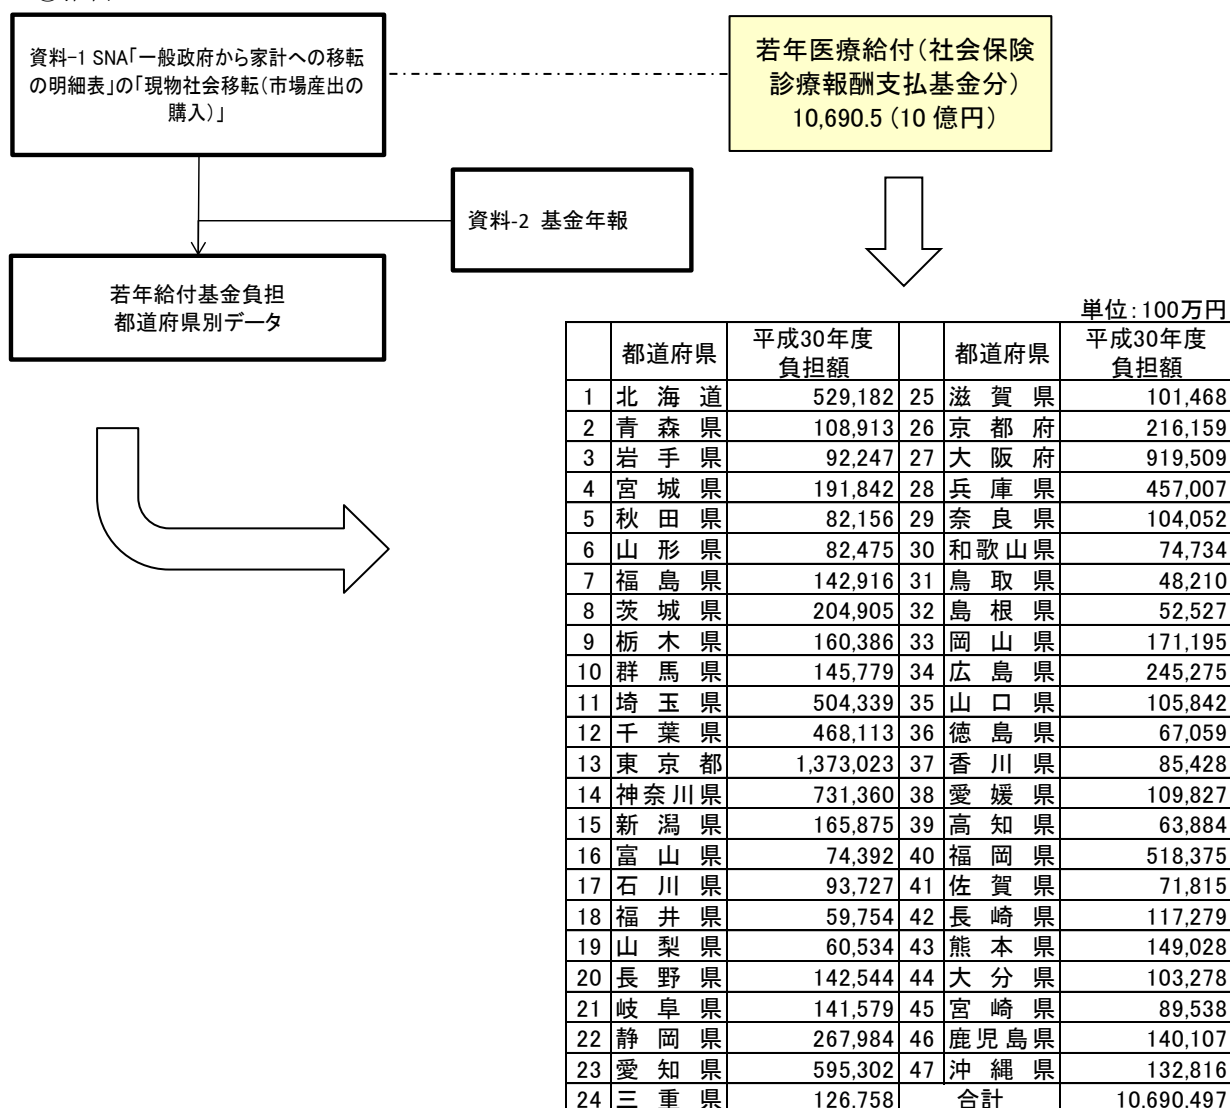 資料-1 SNA「一般政府から家計への移転
の明細表」の「現物社会移転(市場産出の
購入)」
若年医療給付(社会保険
診療報酬支払基金分)
10,690.5 (10 億円)
資料-2 基金年報
若年給付基金負担
都道府県別データ
単位:100万円
都道府県 平成30年度 負担額 都道府県 平成30年度 負担額
1 北海道 529,182 25 滋賀県 101,468
2 青森県 108,913 26 京都府 216,159
3 岩手県 92,247 27 大阪府 919,509
4 宮城県 191,842 28 兵庫県 457,007
5 秋田県 82,156 29 奈良県 104,052
6 山形県 82,475 30 和歌山県 74,734
7 福島県 142,916 31 鳥取県 48,210
8 茨城県 204,905 32 島根県 52,527
9 栃木県 160,386 33 岡山県 171,195
10 群馬県 145,779 34 広島県 245,275
11 埼玉県 504,339 35 山口県 105,842
12 千葉県 468,113 36 徳島県 67,059
13 東京都 1,373,023 37 香川県 85,428
14 神奈川県 731,360 38 愛媛県 109,827
15 新潟県 165,875 39 高知県 63,884
16 富山県 74,392 40 福岡県 518,375
17 石川県 93,727 41 佐賀県 71,815
18 福井県 59,754 42 長崎県 117,279
19 山梨県 60,534 43 熊本県 149,028
20 長野県 142,544 44 大分県 103,278
21 岐阜県 141,579 45 宮崎県 89,538
22 静岡県 267,984 46 鹿児島県 140,107
23 愛知県 595,302 47 沖縄県 132,816
24 三重県 126,758 合計 10,690,497